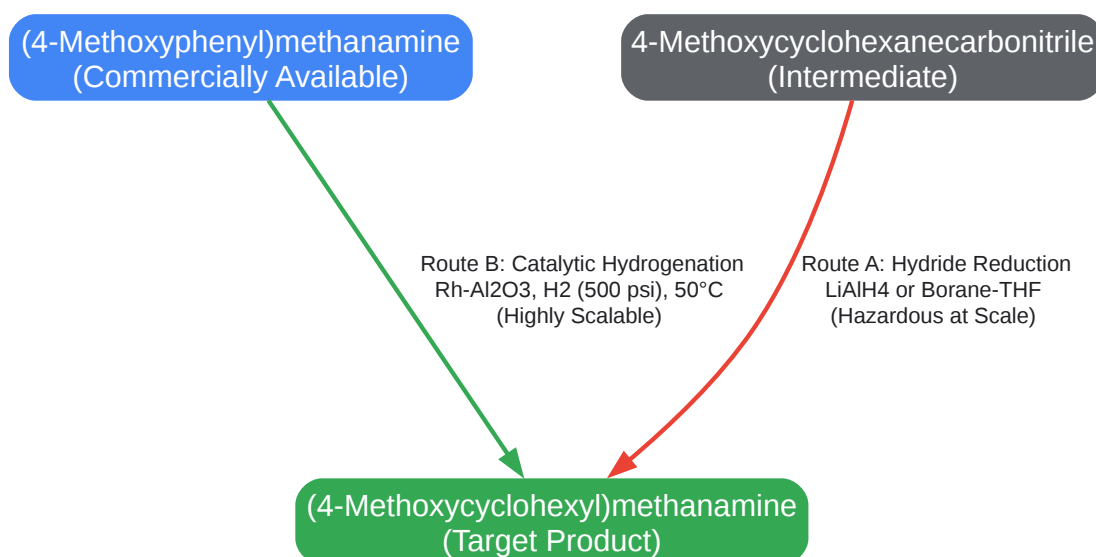 (4-Methoxyphenyl)methanamine
(Commercially Available)
4-Methoxycyclohexanecarbonitrile
(Intermediate)
Route B: Catalytic Hydrogenation
Rh-Al2O3, H2 (500 psi), 50°C
(Highly Scalable)
Route A: Hydride Reduction
LiAlH4 or Borane-THF
(Hazardous at Scale)
(4-Methoxycyclohexyl)methanamine
(Target Product)